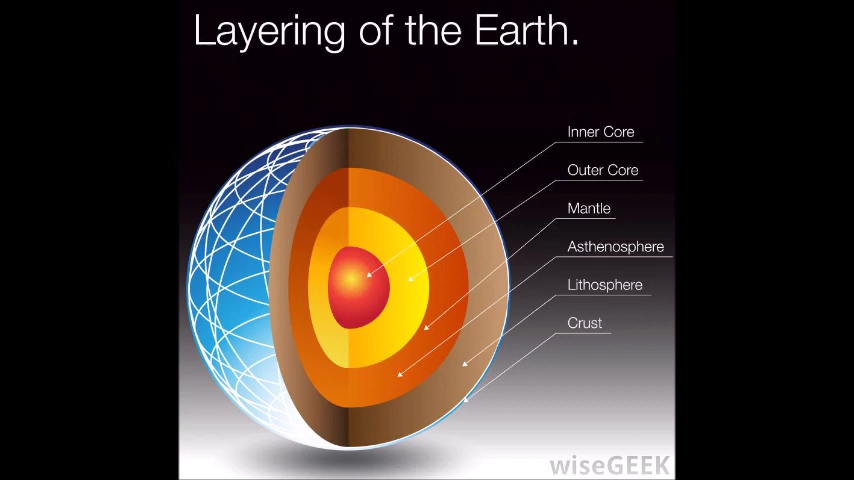 Layering of the Earth.
Inner Core
Outer Core
Mantle
Asthenosphere
Lithosphere
Crust
wiseGEEK